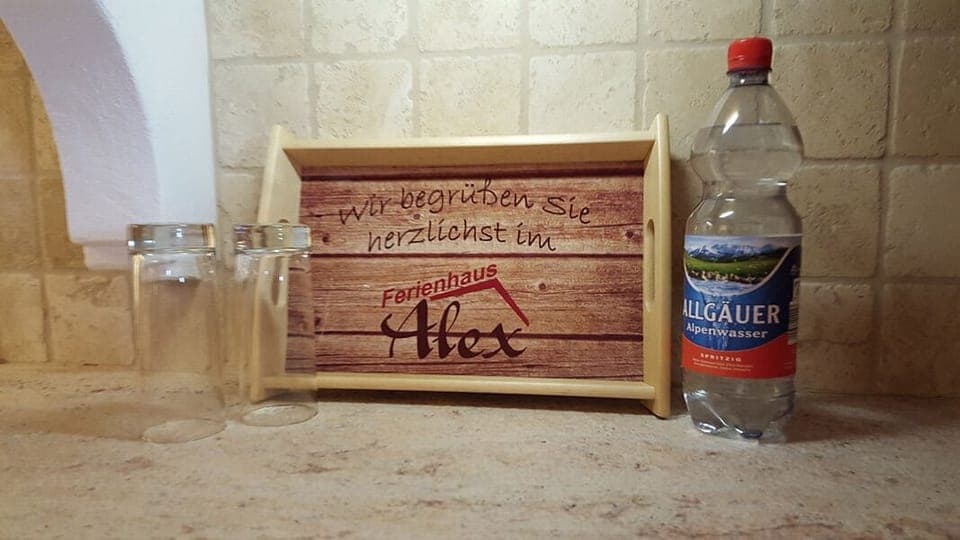 Wir begrüßen Sie
herzlichst im
Ferienhaus
Alex
ALLGÄUER
Alpenwasser
SPRITZIG